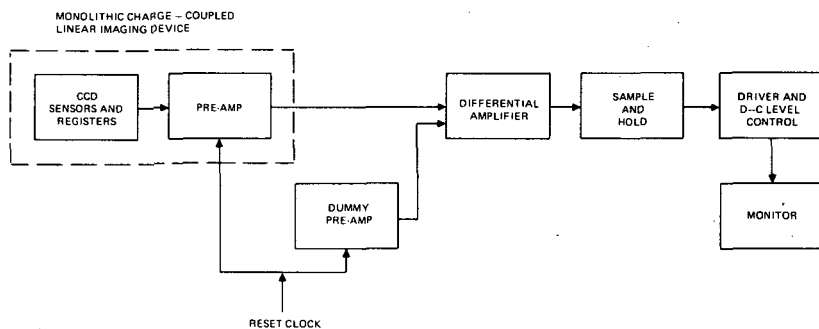 MONOLITHIC CHARGE – COUPLED
LINEAR IMAGING DEVICE
CCD
SENSORS AND
REGISTERS
PRE-AMP
DIFFERENTIAL
AMPLIFIER
SAMPLE
AND
HOLD
DRIVER AND
D–C LEVEL
CONTROL
DUMMY
PRE-AMP
MONITOR
RESET CLOCK